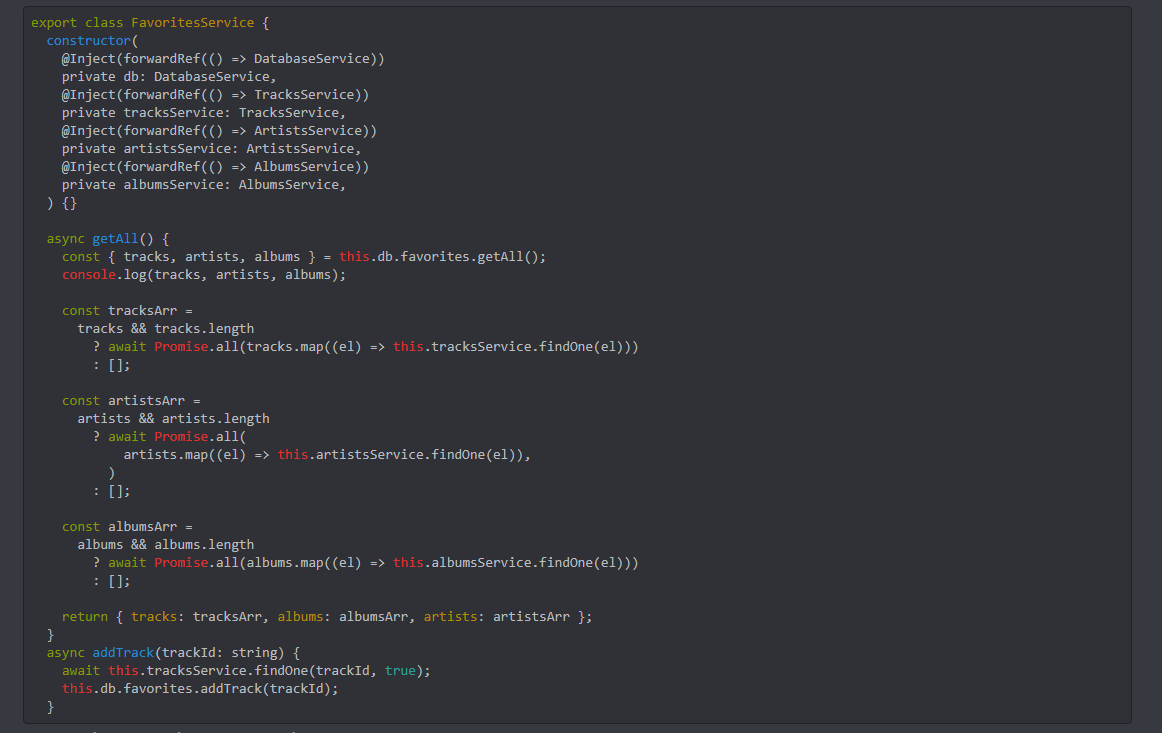 export class FavoritesService {
  constructor(
    @Inject(forwardRef(() => DatabaseService))
    private db: DatabaseService,
    @Inject(forwardRef(() => TracksService))
    private tracksService: TracksService,
    @Inject(forwardRef(() => ArtistsService))
    private artistsService: ArtistsService,
    @Inject(forwardRef(() => AlbumsService))
    private albumsService: AlbumsService,
  ) {}

  async getAll() {
    const { tracks, artists, albums } = this.db.favorites.getAll();
    console.log(tracks, artists, albums);

    const tracksArr =
      tracks && tracks.length
        ? await Promise.all(tracks.map((el) => this.tracksService.findOne(el)))
        : [];

    const artistsArr =
      artists && artists.length
        ? await Promise.all(
            artists.map((el) => this.artistsService.findOne(el)),
          )
        : [];

    const albumsArr =
      albums && albums.length
        ? await Promise.all(albums.map((el) => this.albumsService.findOne(el)))
        : [];

    return { tracks: tracksArr, albums: albumsArr, artists: artistsArr };
  }
  async addTrack(trackId: string) {
    await this.tracksService.findOne(trackId, true);
    this.db.favorites.addTrack(trackId);
  }